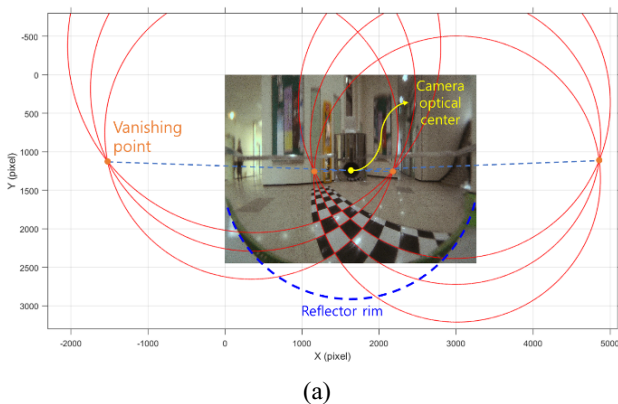 -500
0
500
1000
1500
2000
2500
3000
Y (pixel)
Camera
optical
center
Vanishing
point
Reflector rim
-2000
-1000
0
1000
2000
3000
4000
5000
X (pixel)
(a)